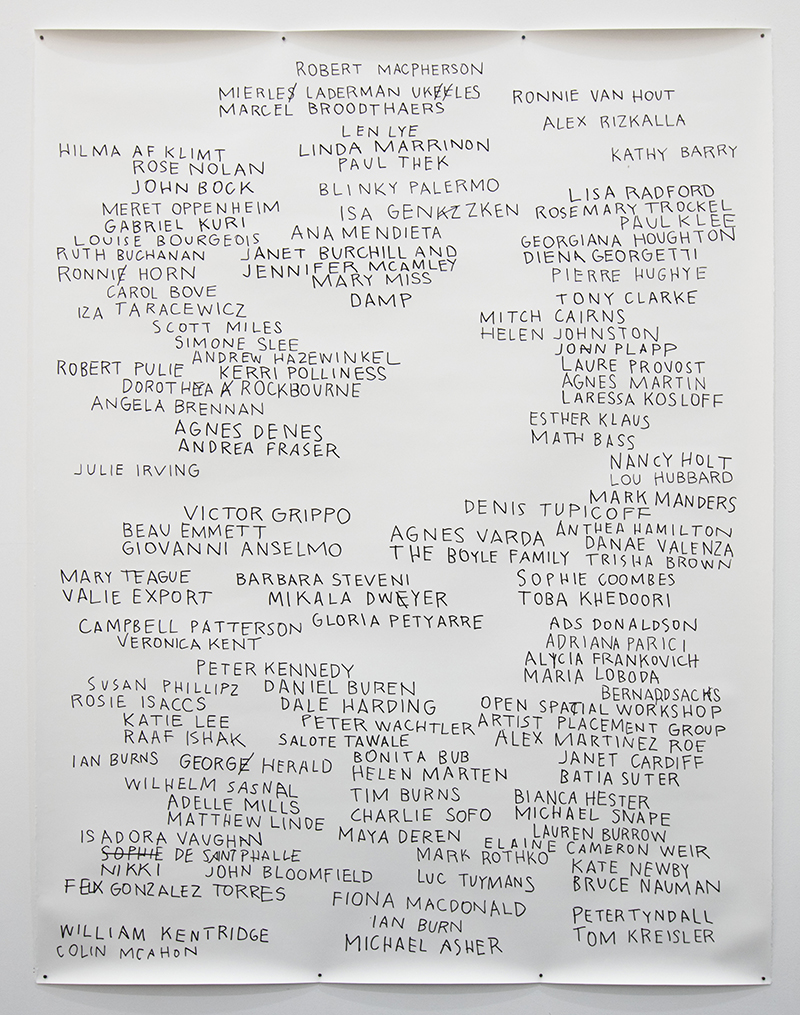 ROBERT MACPHERSON
MIERLES LADERMAN UKEELES
RONNIE VAN HOUT
MARCEL BROODTHAERS
ALEX RIZKALLA
LEN LYE
HILMA AF KLIMT
LINDA MARRINON
KATHY BARRY
ROSE NOLAN
PAUL THEK
JOHN BOCK
BLINKY PALERMO
LISA RADFORD
MERET OPPENHEIM
ISA GENKZZKEN
ROSEMARY TROCKEL
GABRIEL KURI
PAUL KLEE
LOUISE BOURGEOIS
ANA MENDIETA
GEORGIANA HOUGHTON
RUTH BUCHANAN
JANET BURCHILL AND
DIENA GEORGETTI
RONNIE HORN
JENNIFER MCAMLEY
PIERRE HUGHYE
CAROL BOVE
MARY MISS
IZA TARACEWICZ
DAMP
TONY CLARKE
SCOTT MILES
MITCH CAIRNS
SIMONE SLEE
HELEN JOHNSTON
ANDREW HAZEWINKEL
JOHN PLAPP
ROBERT PULIE
KERRI POLLINESS
LAURE PROVOST
DOROTHEA X ROCKBOURNE
AGNES MARTIN
ANGELA BRENNAN
LARESSA KOSLOFF
AGNES DENES
ESTHER KLAUS
ANDREA FRASER
MATH BASS
JULIE IRVING
NANCY HOLT
LOU HUBBARD
MARK MANDERS
VICTOR GRIPPO
DENIS TUPICOFF
BEAU EMMETT
AGNES VARDA
ANTHEA HAMILTON
GIOVANNI ANSELMO
THE BOYLE FAMILY
DANAE VALENZA
TRISHA BROWN
MARY TEAGUE
BARBARA STEVENI
SOPHIE COOMBES
VALIE EXPORT
MIKALA DWEYER
TOBA KHEDOORI
CAMPBELL PATTERSON
GLORIA PETYARRE
ADS DONALDSON
VERONICA KENT
ADRIANA PARICI
PETER KENNEDY
ALYCIA FRANKOVICH
MARIA LOBODA
SUSAN PHILLIPZ
DANIEL BUREN
BERNADDSACHS
ROSIE ISACCS
DALE HARDING
OPEN SPATIAL WORKSHOP
KATIE LEE
PETER WACHTLER
ARTIST PLACEMENT GROUP
RAAF ISHAK
SALOTE TAWALE
ALEX MARTINEZ ROE
IAN BURNS
GEORGE HERALD
BONITA BUB
JANET CARDIFF
HELEN MARTEN
BATIA SUTER
WILHELM SASNAL
TIM BURNS
BIANCA HESTER
ADELLE MILLS
MATTHEW LINDE
CHARLIE SOFO
MICHAEL SNAPE
ISADORA VAUGHN
MAYA DEREN
LAUREN BURROW
SOPHIE DE SAINT PHALLE
MARK ROTHKO
ELAINE CAMERON WEIR
NIKKI
JOHN BLOOMFIELD
LUC TUYMANS
KATE NEWBY
FELIX GONZALEZ TORRES
BRUCE NAUMAN
FIONA MACDONALD
IAN BURN
PETER TYNDALL
WILLIAM KENTRIDGE
MICHAEL ASHER
TOM KREISLER
COLIN MCAHON